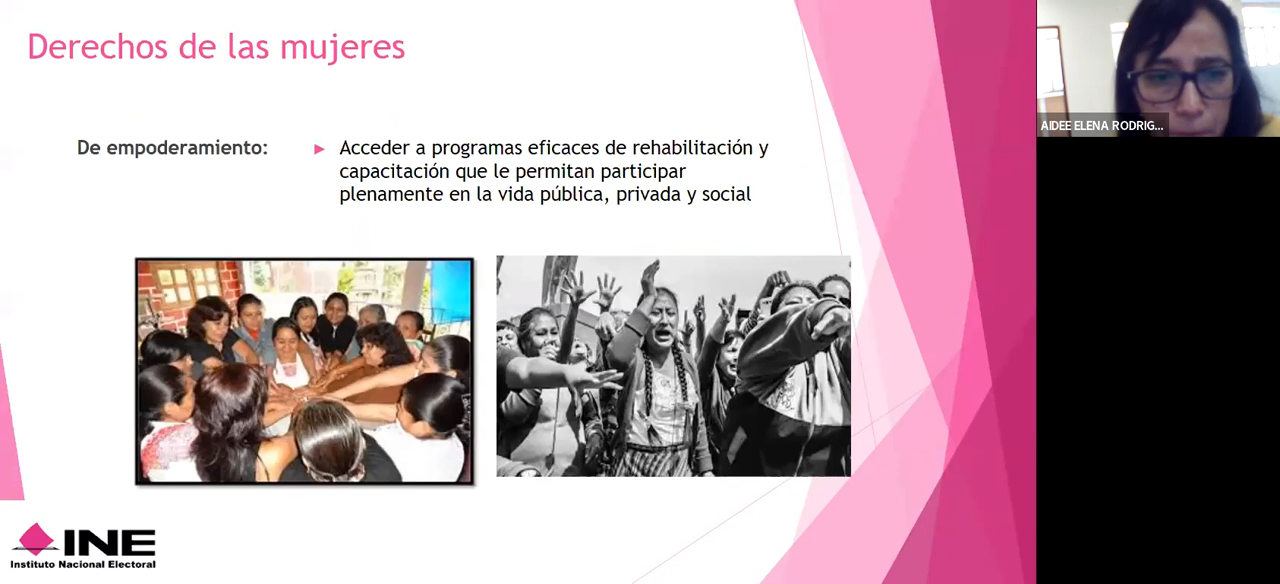 Derechos de las mujeres
De empoderamiento:
Acceder a programas eficaces de rehabilitación y
capacitación que le permitan participar
plenamente en la vida pública, privada y social
AIDEE ELENA RODRIG...
INE
Instituto Nacional Electoral